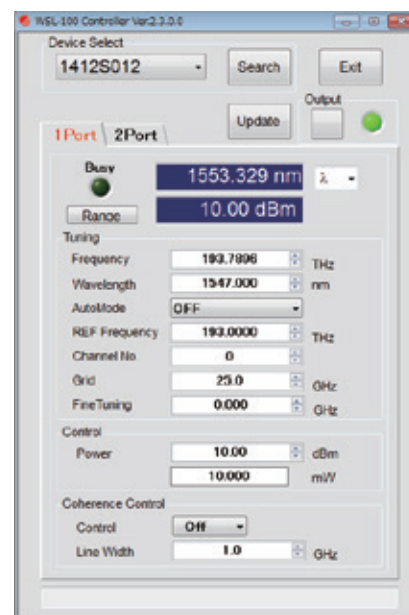 WSL-100 Controller Ver.2.3.0.0
Device Select
1412S012 Search Exit
Output
Update
1Port 2Port
Busy
1553.329 nm λ
Range 10.00 dBm
Tuning
Frequency 193.7896 THz
Wavelength 1547.000 nm
AutoMode OFF
REF Frequency 193.0000 THz
Channel No 0
Grid 25.0 GHz
FineTuning 0.000 GHz
Control
Power 10.00 dBm
10.000 mW
Coherence Control
Control Off
Line Width 1.0 GHz